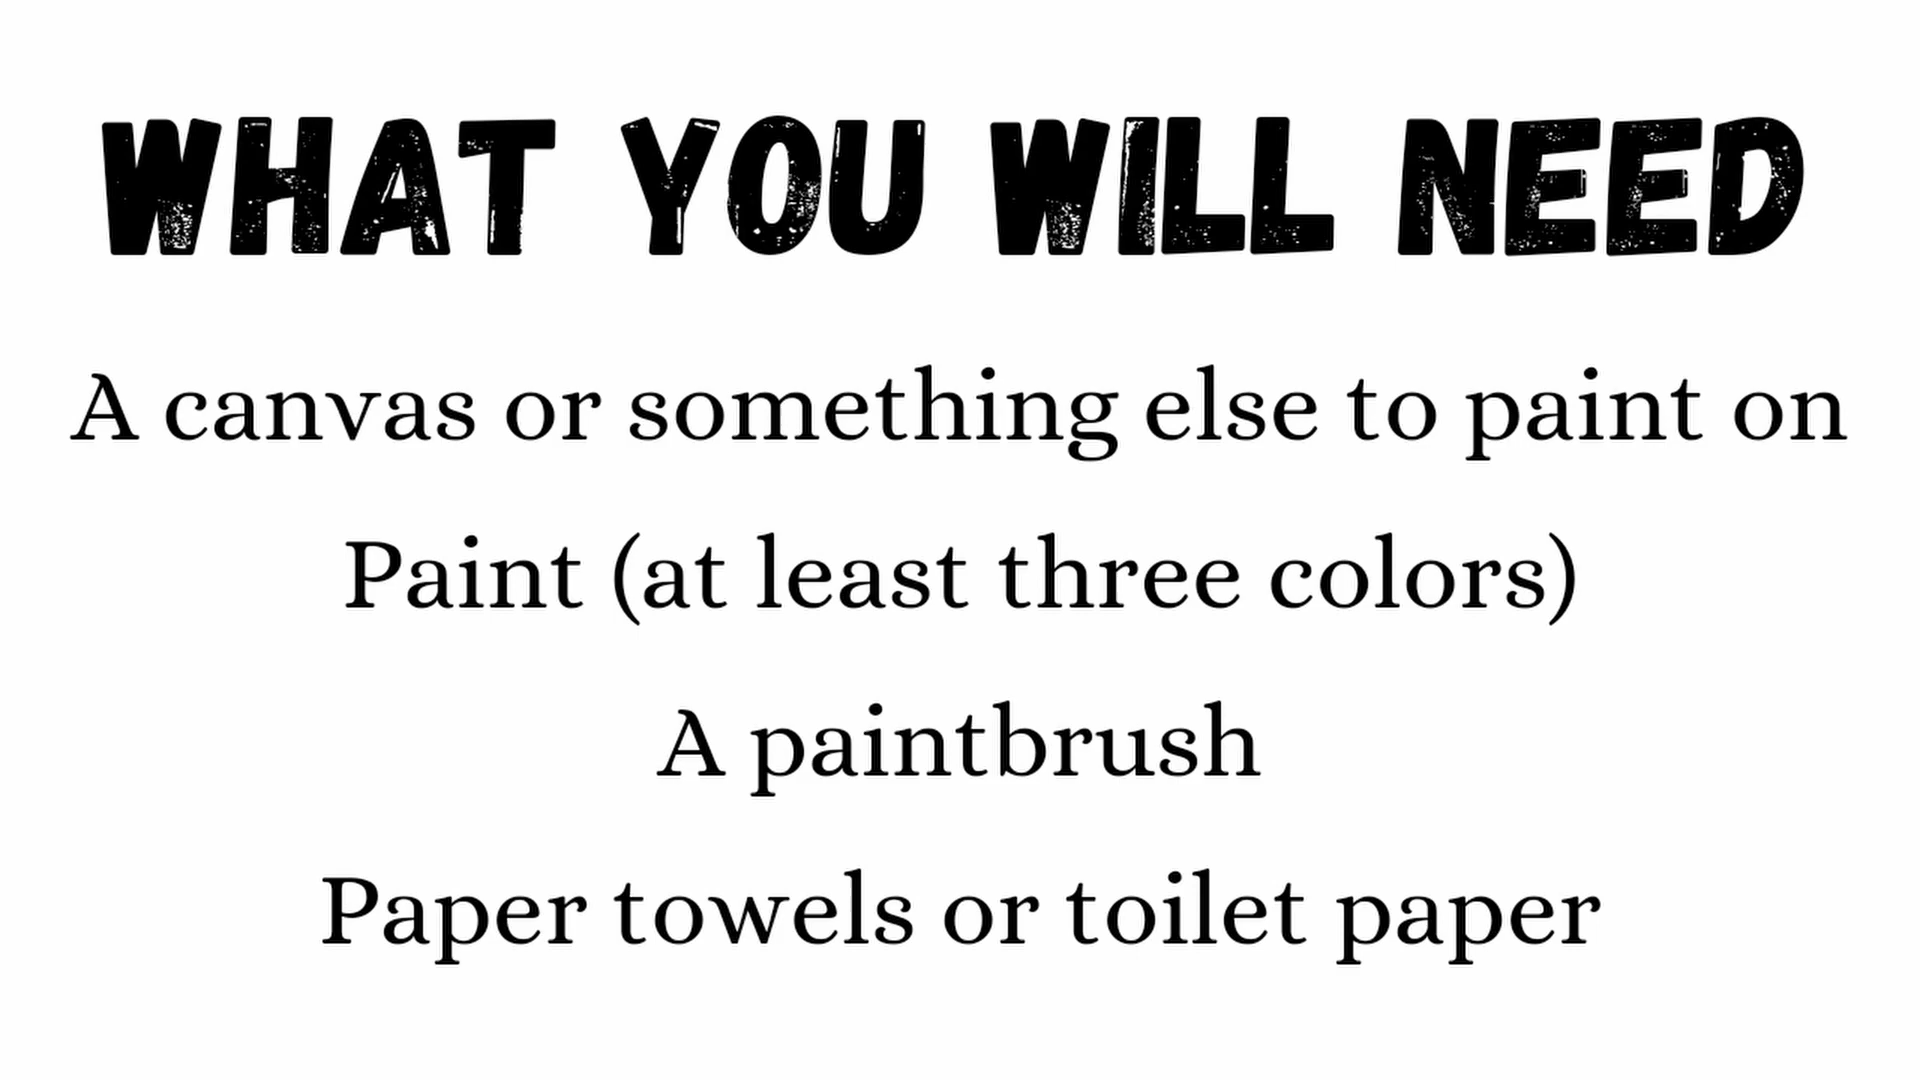 WHAT YOU WILL NEED
A canvas or something else to paint on
Paint (at least three colors)
A paintbrush
Paper towels or toilet paper